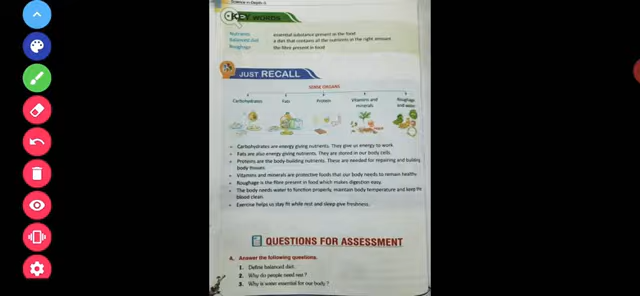 Science in Depth-3
KEY WORDS
Nutrients essential substance present in the food
Balanced diet a diet that contains all the nutrients in the right amount
Roughage the fibre present in food
JUST RECALL
SENSE ORGANS
Carbohydrates Fats Protein Vitamins and minerals Roughage and water
• Carbohydrates are energy giving nutrients. They give us energy to work.
• Fats are also energy giving nutrients. They are stored in our body cells.
• Proteins are the body-building nutrients. These are needed for repairing and building
body tissues.
• Vitamins and minerals are protective foods that our body needs to remain healthy.
• Roughage is the fibre present in food which makes digestion easy.
• The body needs water to function properly, maintain body temperature and keep the
blood clean.
• Exercise helps us stay fit while rest and sleep give freshness.
QUESTIONS FOR ASSESSMENT
A. Answer the following questions.
1. Define balanced diet.
2. Why do people need rest ?
3. Why is water essential for our body ?